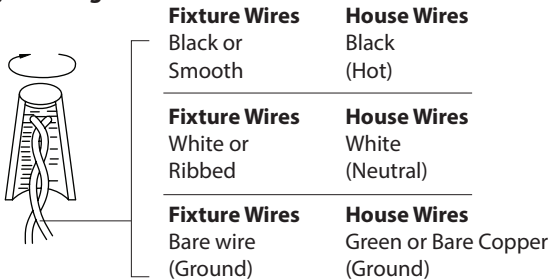 Fixture Wires House Wires
Black or Black
Smooth (Hot)
Fixture Wires House Wires
White or White
Ribbed (Neutral)
Fixture Wires House Wires
Bare wire Green or Bare Copper
(Ground) (Ground)